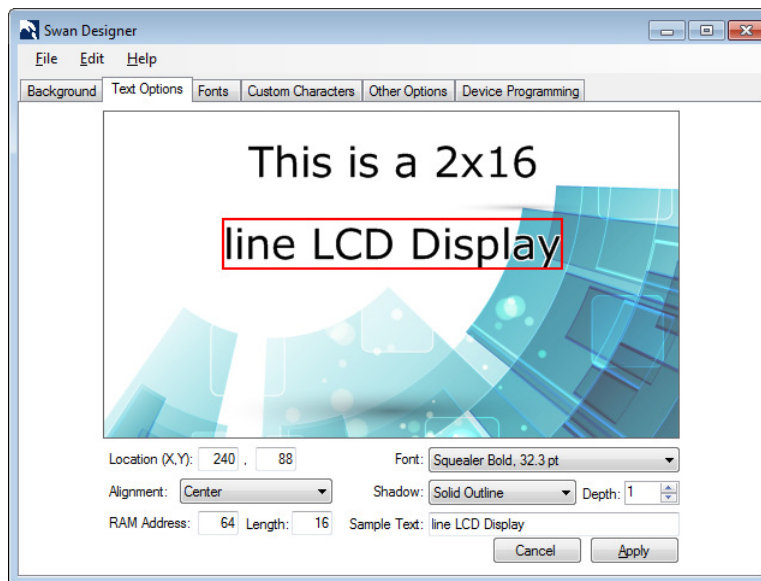 Swan Designer
File Edit Help
Background Text Options Fonts Custom Characters Other Options Device Programming
This is a 2x16
line LCD Display
Location (X,Y): 240 , 88 Font: Squealer Bold, 32.3 pt
Alignment: Center Shadow: Solid Outline Depth: 1
RAM Address: 64 Length: 16 Sample Text: line LCD Display
Cancel Apply